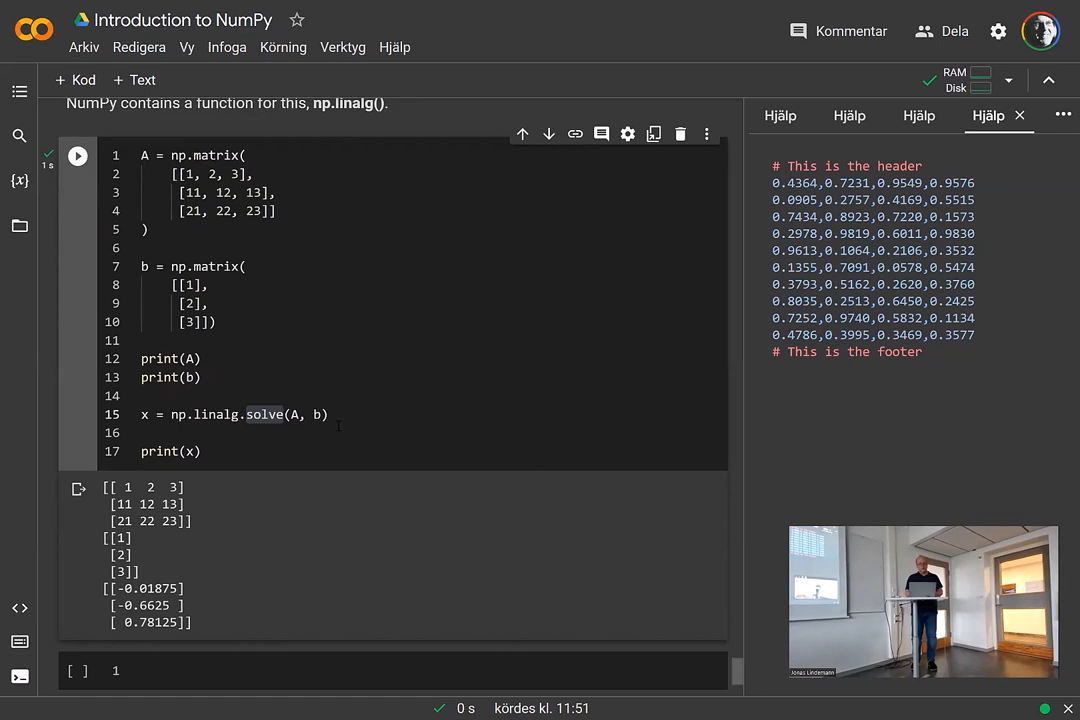 Introduction to NumPy
Arkiv Redigera Vy Infoga Körning Verktyg Hjälp
Kommentar
Dela
+ Kod + Text
RAM
Disk
NumPy contains a function for this, np.linalg().
1 s
1 A = np.matrix(
2 [[1, 2, 3],
3 [11, 12, 13],
4 [21, 22, 23]]
5 )
6
7 b = np.matrix(
8 [[1],
9 [2],
10 [3]])
11
12 print(A)
13 print(b)
14
15 x = np.linalg.solve(A, b)
16
17 print(x)
[[ 1 2 3]
[11 12 13]
[21 22 23]]
[[1]
[2]
[3]]
[[-0.01875]
[-0.6625 ]
[ 0.78125]]
[ ] 1
Hjälp Hjälp Hjälp Hjälp
# This is the header
0.4364,0.7231,0.9549,0.9576
0.0905,0.2757,0.4169,0.5515
0.7434,0.8923,0.7220,0.1573
0.2978,0.9819,0.6011,0.9830
0.9613,0.1064,0.2106,0.3532
0.1355,0.7091,0.0578,0.5474
0.3793,0.5162,0.2620,0.3760
0.8035,0.2513,0.6450,0.2425
0.7252,0.9740,0.5832,0.1134
0.4786,0.3995,0.3469,0.3577
# This is the footer
Jonas Lindemann
0 s kördes kl. 11:51